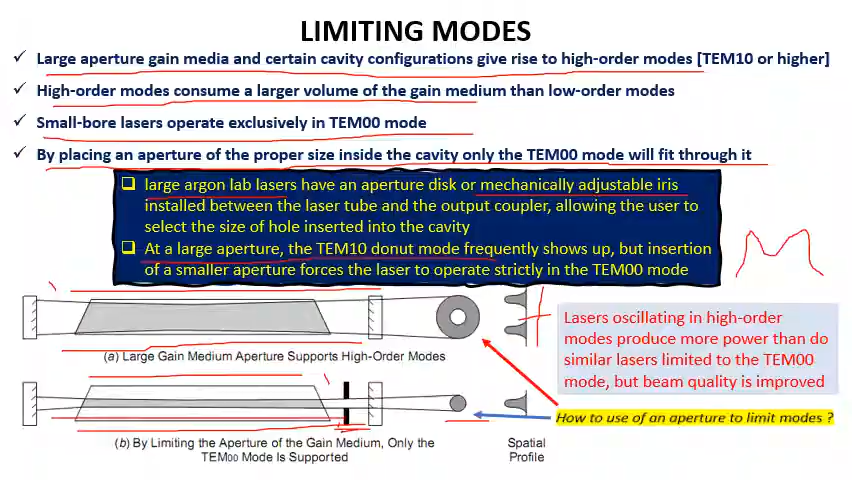 LIMITING MODES
✓ Large aperture gain media and certain cavity configurations give rise to high-order modes [TEM10 or higher]
✓ High-order modes consume a larger volume of the gain medium than low-order modes
✓ Small-bore lasers operate exclusively in TEM00 mode
✓ By placing an aperture of the proper size inside the cavity only the TEM00 mode will fit through it
❑ large argon lab lasers have an aperture disk or mechanically adjustable iris
installed between the laser tube and the output coupler, allowing the user to
select the size of hole inserted into the cavity
❑ At a large aperture, the TEM10 donut mode frequently shows up, but insertion
of a smaller aperture forces the laser to operate strictly in the TEM00 mode
(a) Large Gain Medium Aperture Supports High-Order Modes
Lasers oscillating in high-order
modes produce more power than do
similar lasers limited to the TEM00
mode, but beam quality is improved
How to use of an aperture to limit modes ?
(b) By Limiting the Aperture of the Gain Medium, Only the
TEM00 Mode Is Supported
Spatial
Profile